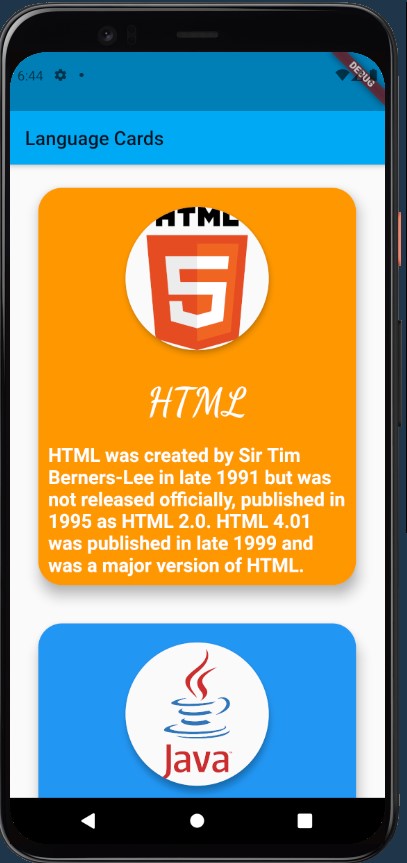 6:44
DEBUG
Language Cards
HTML
5
HTML
HTML was created by Sir Tim
Berners-Lee in late 1991 but was
not released officially, published in
1995 as HTML 2.0. HTML 4.01
was published in late 1999 and
was a major version of HTML.
Java